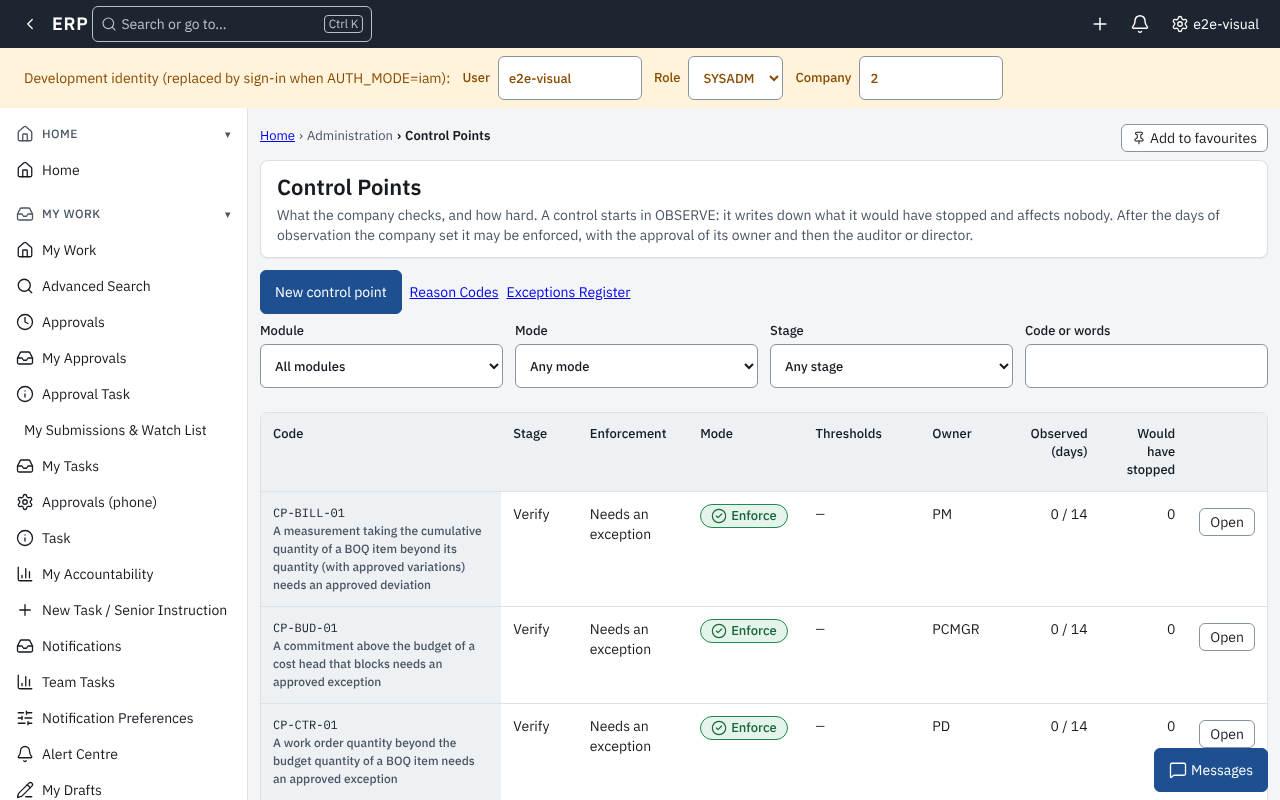 ERP
Search or go to...
Ctrl K
e2e-visual
Development identity (replaced by sign-in when AUTH_MODE=iam):
User
e2e-visual
Role
SYSADM
Company
2
HOME
Home
MY WORK
My Work
Advanced Search
Approvals
My Approvals
Approval Task
My Submissions & Watch List
My Tasks
Approvals (phone)
Task
My Accountability
New Task / Senior Instruction
Notifications
Team Tasks
Notification Preferences
Alert Centre
My Drafts
Home › Administration › Control Points
Add to favourites
Control Points
What the company checks, and how hard. A control starts in OBSERVE: it writes down what it would have stopped and affects nobody. After the days of
observation the company set it may be enforced, with the approval of its owner and then the auditor or director.
New control point
Reason Codes
Exceptions Register
Module
Mode
Stage
Code or words
All modules
Any mode
Any stage
Code
Stage
Enforcement
Mode
Thresholds
Owner
Observed
(days)
Would
have
stopped
CP-BILL-01
A measurement taking the cumulative
quantity of a BOQ item beyond its
quantity (with approved variations)
needs an approved deviation
Verify
Needs an
exception
Enforce
—
PM
0 / 14
0
Open
CP-BUD-01
A commitment above the budget of a
cost head that blocks needs an
approved exception
Verify
Needs an
exception
Enforce
—
PCMGR
0 / 14
0
Open
CP-CTR-01
A work order quantity beyond the
budget quantity of a BOQ item needs
an approved exception
Verify
Needs an
exception
Enforce
—
PD
0 / 14
0
Open
Messages